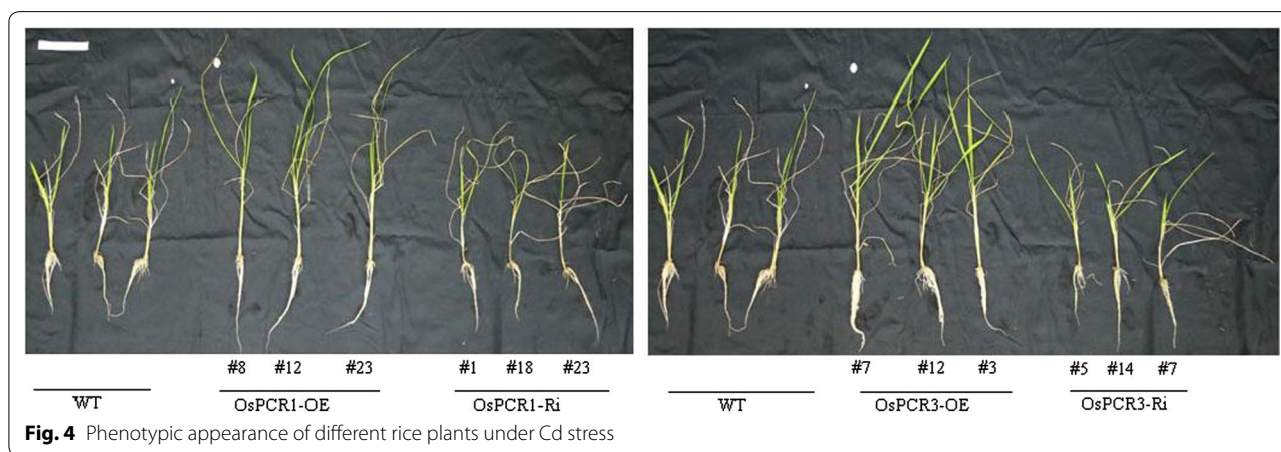 #8 #12 #23 #1 #18 #23
WT OsPCR1-OE OsPCR1-Ri
#7 #12 #3 #5 #14 #7
WT OsPCR3-OE OsPCR3-Ri
Fig. 4 Phenotypic appearance of different rice plants under Cd stress